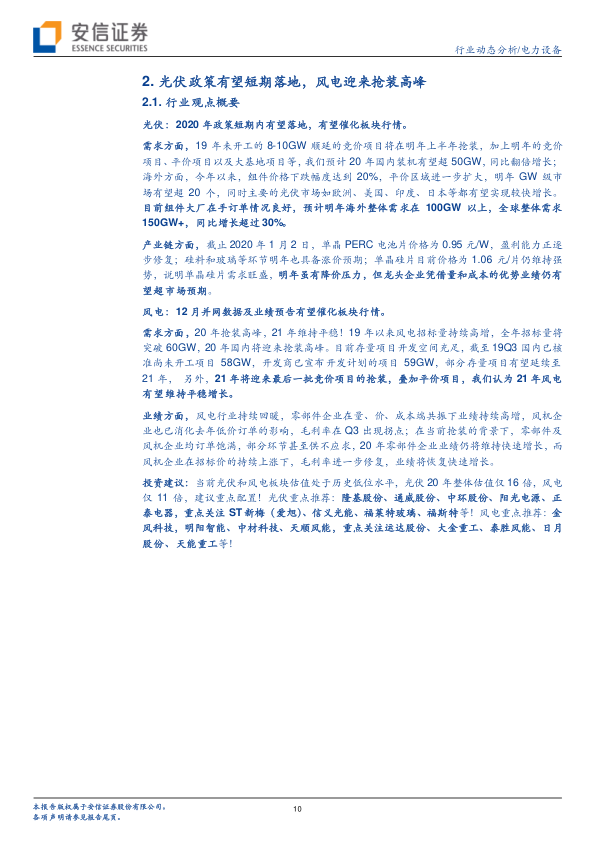 安信证券
ESSENCE SECURITIES
行业动态分析/电力设备
2. 光伏政策有望短期落地，风电迎来抢装高峰
2.1. 行业观点概要
光伏：2020 年政策短期内有望落地，有望催化板块行情。
需求方面，19 年未开工的 8-10GW 顺延的竞价项目将在明年上半年抢装，加上明年的竞价
项目、平价项目以及大基地项目等，我们预计 20 年国内装机有望超 50GW，同比翻倍增长；
海外方面，今年以来，组件价格下跌幅度达到 20%，平价区域进一步扩大，明年 GW 级市
场有望超 20 个，同时主要的光伏市场如欧洲、美国、印度、日本等都有望实现较快增长。
目前组件大厂在手订单情况良好，预计明年海外整体需求在 100GW 以上，全球整体需求
150GW+，同比增长超过 30%。
产业链方面，截止 2020 年 1 月 2 日，单晶 PERC 电池片价格为 0.95 元/W，盈利能力正逐
步修复；硅料和玻璃等环节明年也具备涨价预期；单晶硅片目前价格为 1.06 元/片仍维持强
势，说明单晶硅片需求旺盛，明年虽有降价压力，但龙头企业凭借量和成本的优势业绩仍有
望超市场预期。
风电：12 月并网数据及业绩预告有望催化板块行情。
需求方面，20 年抢装高峰、21 年维持平稳！19 年以来风电招标量持续高增，全年招标量将
突破 60GW，20 年国内将迎来抢装高峰。目前存量项目开发空间充足，截至 19Q3 国内已核
准尚未开工项目 58GW，开发商已宣布开发计划的项目 59GW，部分存量项目有望延续至
21 年， 另外，21 年将迎来最后一批竞价项目的抢装，叠加平价项目，我们认为 21 年风电
有望维持平稳增长。
业绩方面， 风电行业持续回暖，零部件企业在量、价、成本端共振下业绩持续高增，风机企
业也已消化去年低价订单的影响，毛利率在 Q3 出现拐点；在当前抢装的背景下，零部件及
风机企业均订单饱满，部分环节甚至供不应求，20 年零部件企业业绩仍将维持快速增长，而
风机企业在招标价的持续上涨下，毛利率进一步修复，业绩将恢复快速增长。
投资建议：当前光伏和风电板块估值处于历史低位水平，光伏 20 年整体估值仅 16 倍，风电
仅 11 倍，建议重点配置！光伏重点推荐：隆基股份、通威股份、中环股份、阳光电源、正
泰电器，重点关注 ST 新梅（爱旭）、信义光能、福莱特玻璃、福斯特等！风电重点推荐：金
风科技，明阳智能、中材科技、天顺风能，重点关注运达股份、大金重工、泰胜风能、日月
股份、天能重工等！
本报告版权属于安信证券股份有限公司。
各项声明请参见报告尾页。
10